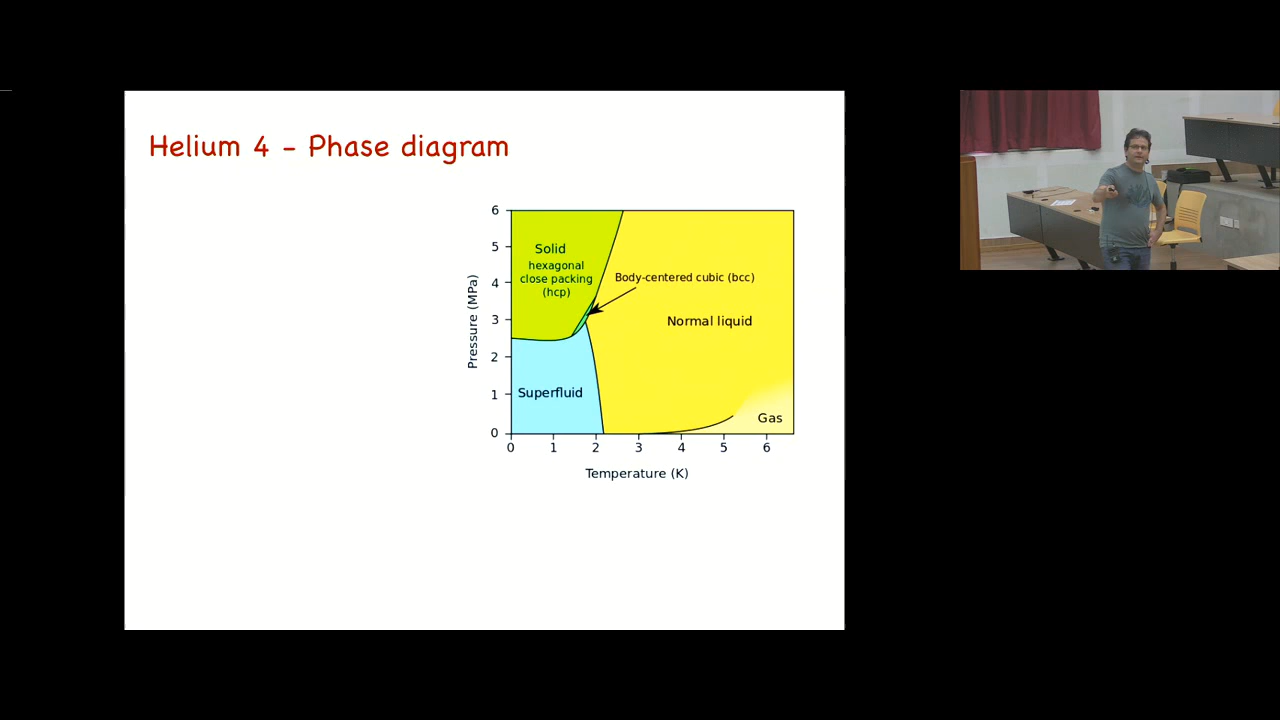 Helium 4 - Phase diagram
6
5
4
3
2
1
0
Pressure (MPa)
Solid
hexagonal
close packing
(hcp)
Body-centered cubic (bcc)
Normal liquid
Superfluid
Gas
0 1 2 3 4 5 6
Temperature (K)